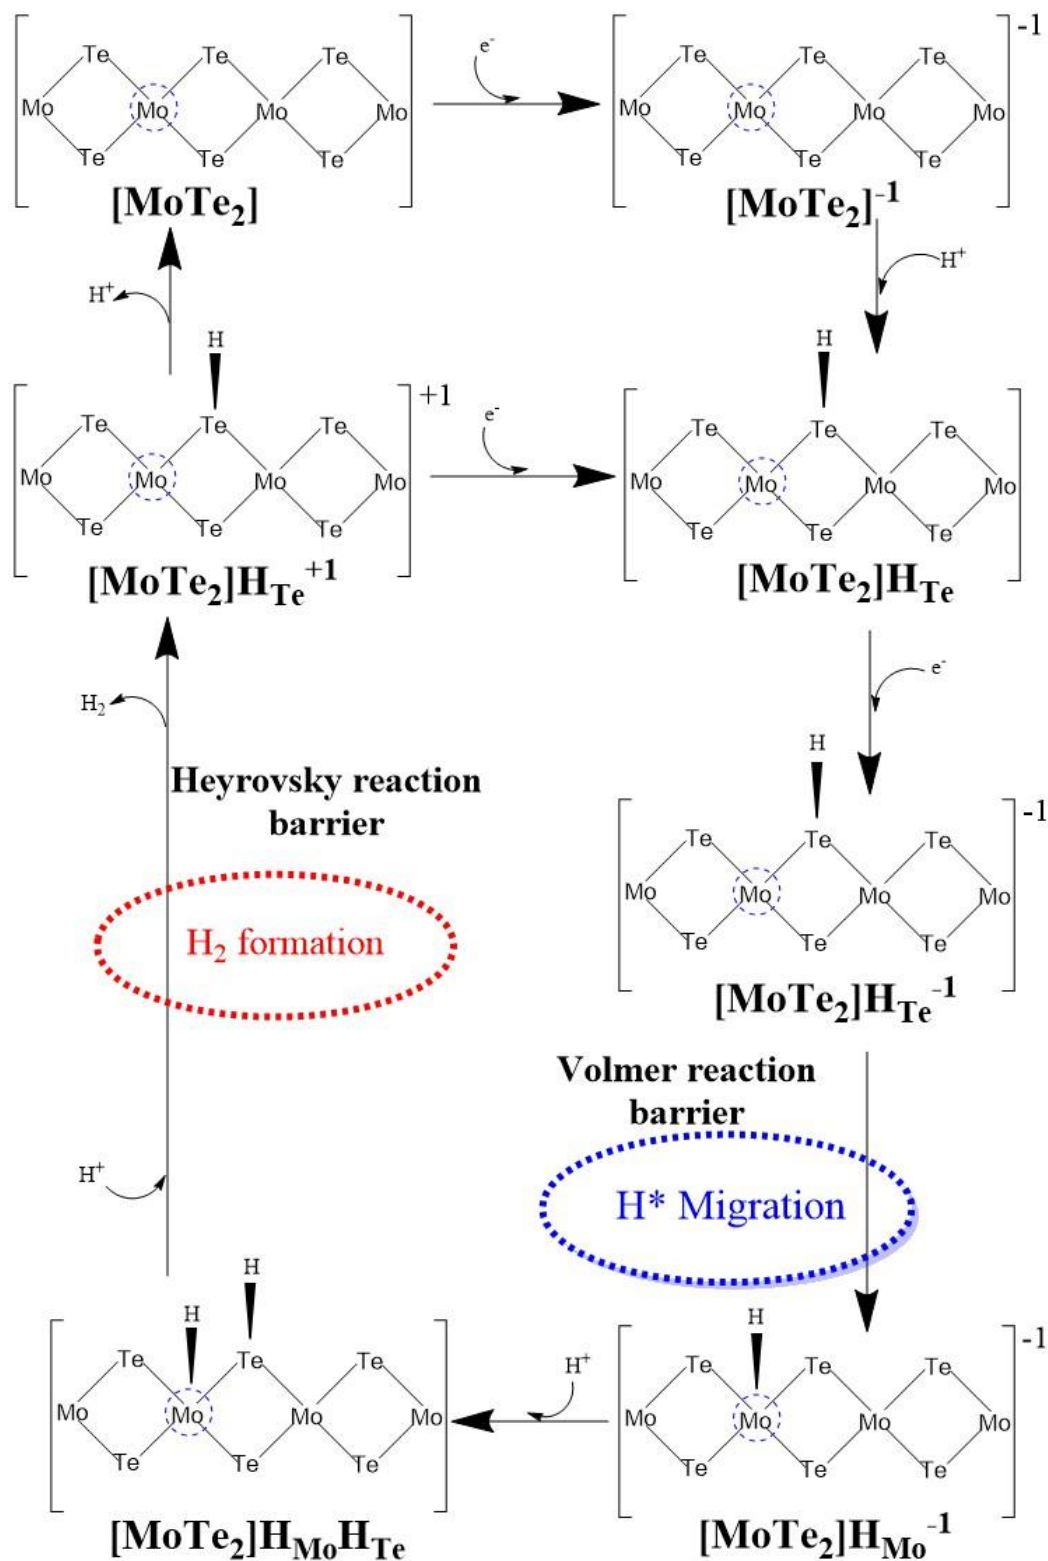 Te Te Te
Mo Mo Mo Mo
Te Te Te
[MoTe₂]
e⁻
-1
Te Te Te
Mo Mo Mo Mo
Te Te Te
[MoTe₂]⁻¹
H⁺
H⁺
H
+1
Te Te Te
Mo Mo Mo Mo
Te Te Te
[MoTe₂]H_Te⁺¹
e⁻
H
Te Te Te
Mo Mo Mo Mo
Te Te Te
[MoTe₂]H_Te
e⁻
H
-1
Te Te Te
Mo Mo Mo Mo
Te Te Te
[MoTe₂]H_Te⁻¹
H₂
Heyrovsky reaction
barrier
H₂ formation
H⁺
Volmer reaction
barrier
H* Migration
H
H
Te Te Te
Mo Mo Mo Mo
Te Te Te
[MoTe₂]H_MoH_Te
H⁺
H
-1
Te Te Te
Mo Mo Mo Mo
Te Te Te
[MoTe₂]H_Mo⁻¹